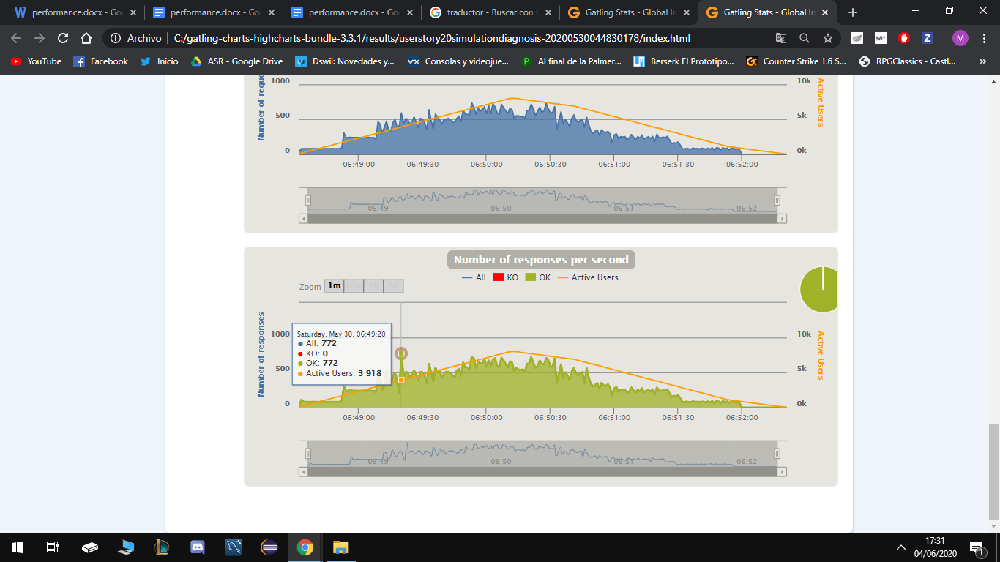 performance.docx - Goo
performance.docx - Goo
performance.docx - Goo
traductor - Buscar con
Gatling Stats - Global In
Gatling Stats - Global In
Archivo
C:/gatling-charts-highcharts-bundle-3.3.1/results/userstory20simulationdiagnosis-20200530044830178/index.html
M
YouTube
Facebook
Inicio
ASR - Google Drive
Dswii: Novedades y...
Consolas y videojue...
Al final de la Palmer...
Berserk El Prototipo...
Counter Strike 1.6 S...
RPGClassics - Castl...
»
Number of reque
1000
500
0
10k
5k
0k
Active Users
06:49:00
06:49:30
06:50:00
06:50:30
06:51:00
06:51:30
06:52:00
06:49
06:50
06:51
06:52
Number of responses per second
All
KO
OK
Active Users
Zoom
1m
Number of responses
1000
500
0
10k
5k
0k
Active Users
Saturday, May 30, 06:49:20
All: 772
KO: 0
OK: 772
Active Users: 3 918
06:49:00
06:49:30
06:50:00
06:50:30
06:51:00
06:51:30
06:52:00
06:49
06:50
06:51
06:52
17:31
04/06/2020
1